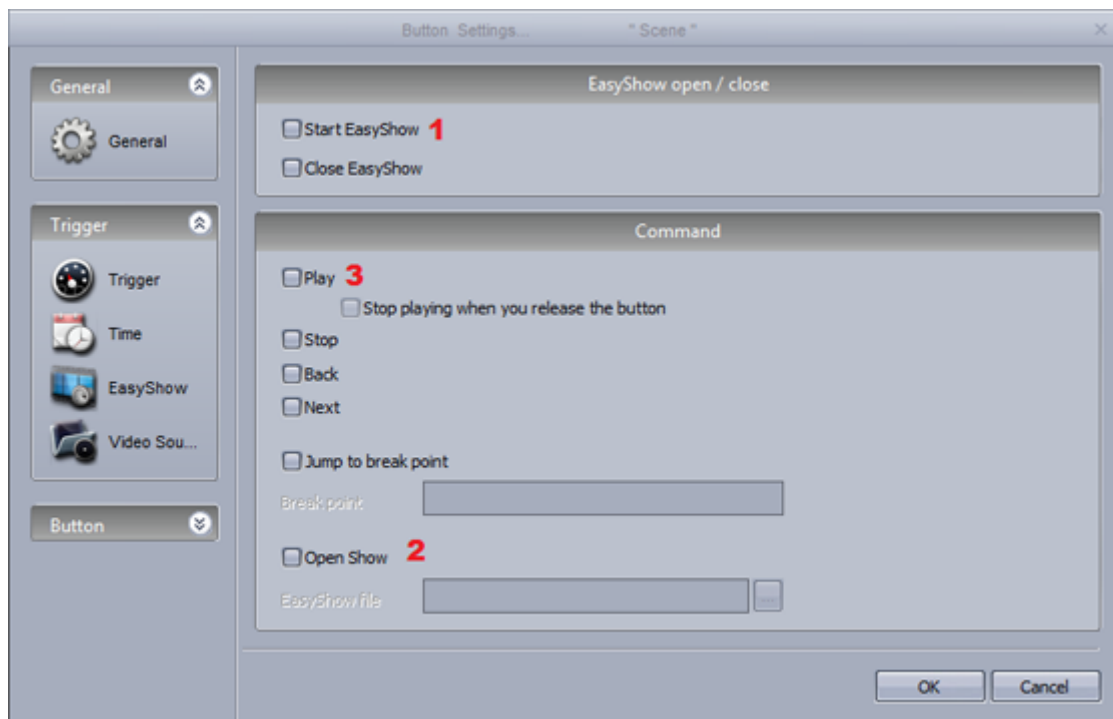 Button Settings... " Scene "
General
General
Trigger
Trigger
Time
EasyShow
Video Sou...
Button
EasyShow open / close
Start EasyShow 1
Close EasyShow
Command
Play 3
Stop playing when you release the button
Stop
Back
Next
Jump to break point
Break point
Open Show 2
EasyShow file
...
OK Cancel